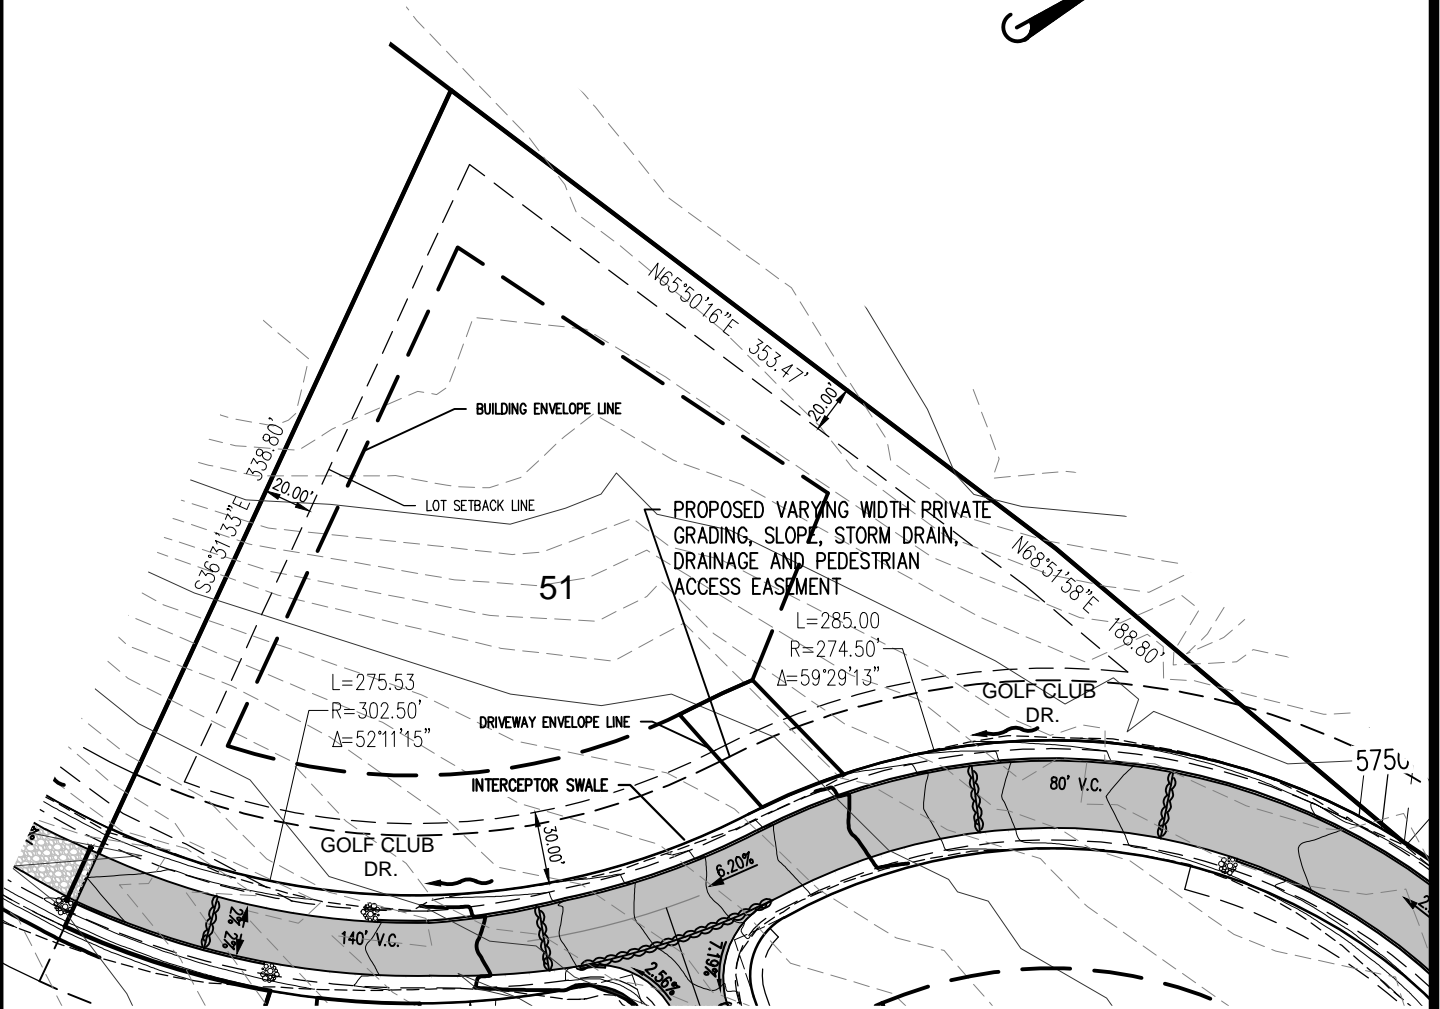 N65°50'16"E 353.47'
20.00'
BUILDING ENVELOPE LINE
S36°31'33"E 338.80'
20.00'
LOT SETBACK LINE
PROPOSED VARYING WIDTH PRIVATE
GRADING, SLOPE, STORM DRAIN,
DRAINAGE AND PEDESTRIAN
ACCESS EASEMENT
N68°51'58"E 188.80'
51
L=285.00
R=274.50'
Δ=59°29'13"
L=275.53
R=302.50'
Δ=52°11'15"
GOLF CLUB
DR.
DRIVEWAY ENVELOPE LINE
INTERCEPTOR SWALE
80' V.C.
GOLF CLUB
DR.
30.00'
6.20%
2%
2%
140' V.C.
2.56%
7.19%